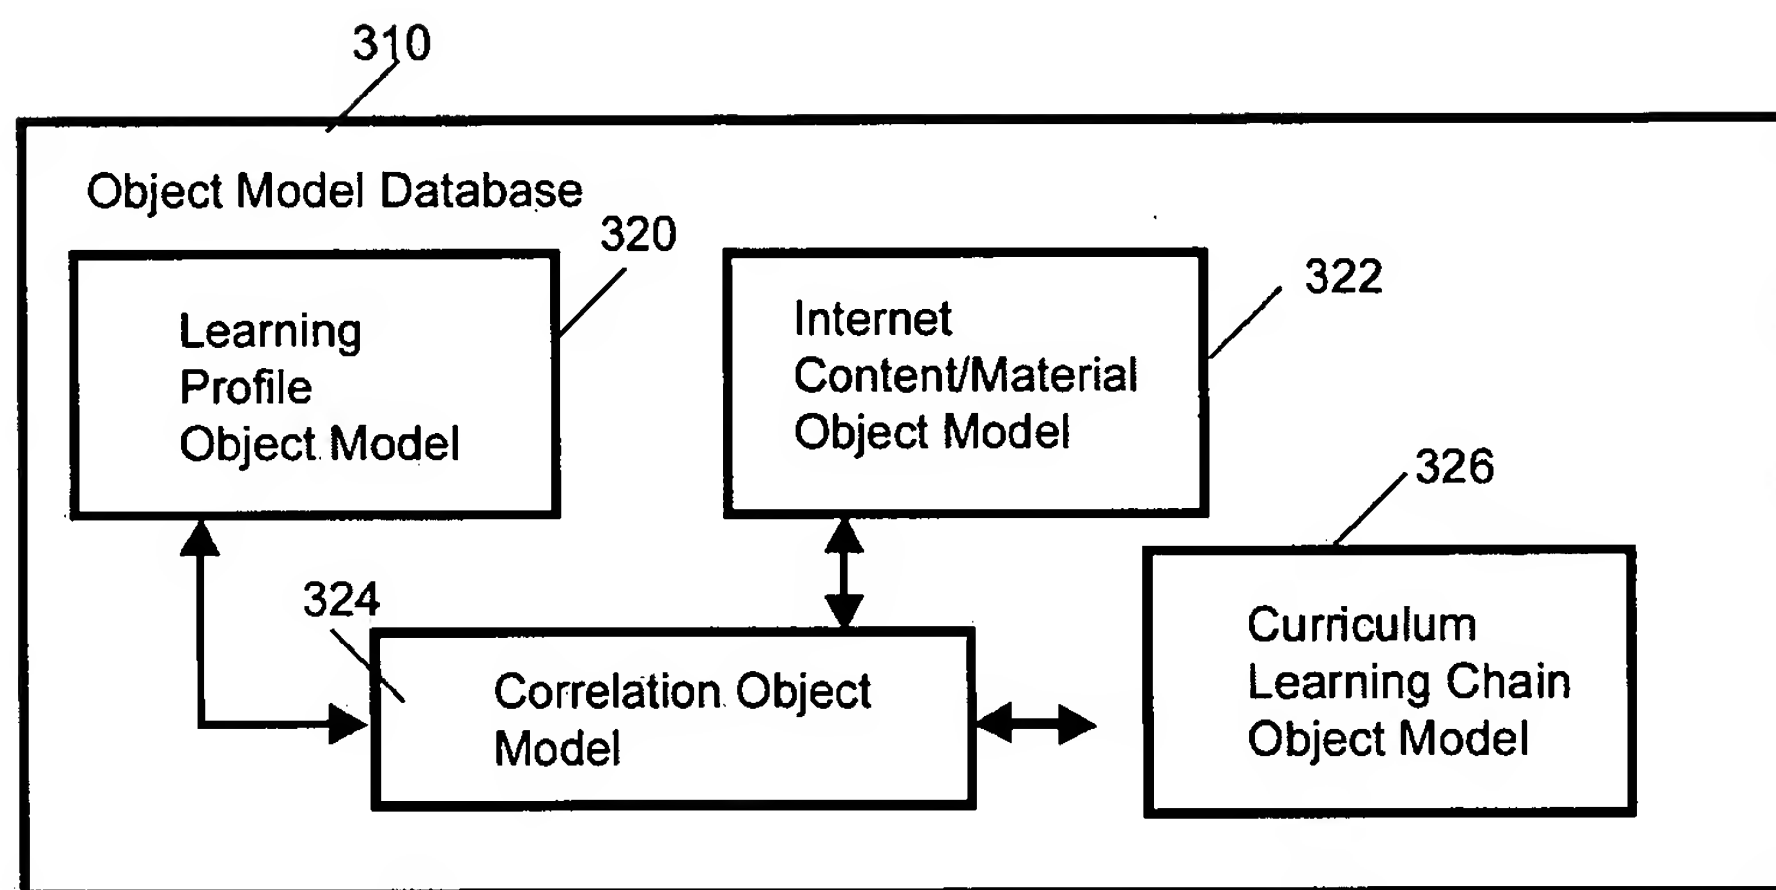 310
Object Model Database
320
Learning
Profile
Object Model
322
Internet
Content/Material
Object Model
326
Curriculum
Learning Chain
Object Model
324
Correlation Object
Model